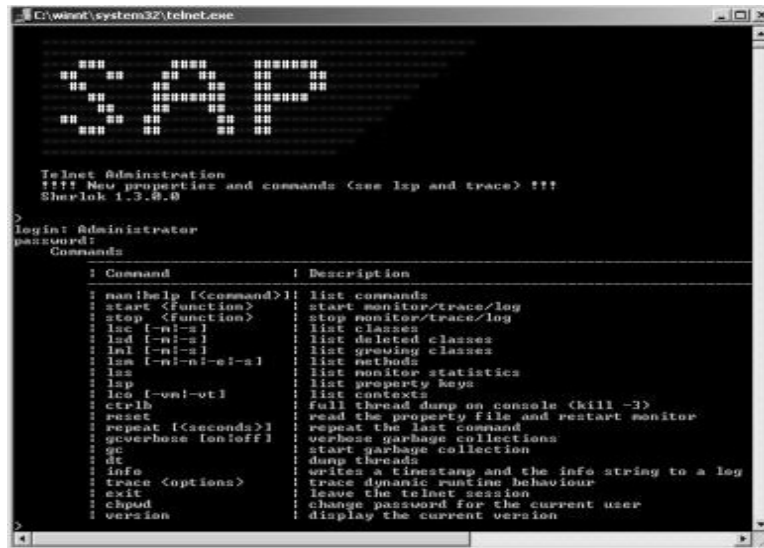 C:\winnt\system32\telnet.exe
SAP
Telnet Adminstration
!!!! New properties and commands (see lsp and trace) !!!
Sherlok 1.3.0.0
>
login: Administrator
password:
Commands
| Command | Description
| man|help [<command>]| list commands
| start <function> | start monitor/trace/log
| stop <function> | stop monitor/trace/log
| lsc [-m|-s] | list classes
| lsd [-m|-s] | list deleted classes
| lml [-m|-s] | list growing classes
| lsm [-m|-n|-e|-s] | list methods
| lss | list monitor statistics
| lsp | list property keys
| lco [-vm|-vt] | list contexts
| ctrlb | full thread dump on console (kill -3)
| reset | read the property file and restart monitor
| repeat [<seconds>] | repeat the last command
| gcverbose [on|off] | verbose garbage collections
| gc | start garbage collection
| dt | dump threads
| info | writes a timestamp and the info string to a log
| trace <options> | trace dynamic runtime behaviour
| exit | leave the telnet session
| chpwd | change password for the current user
| version | display the current version
>